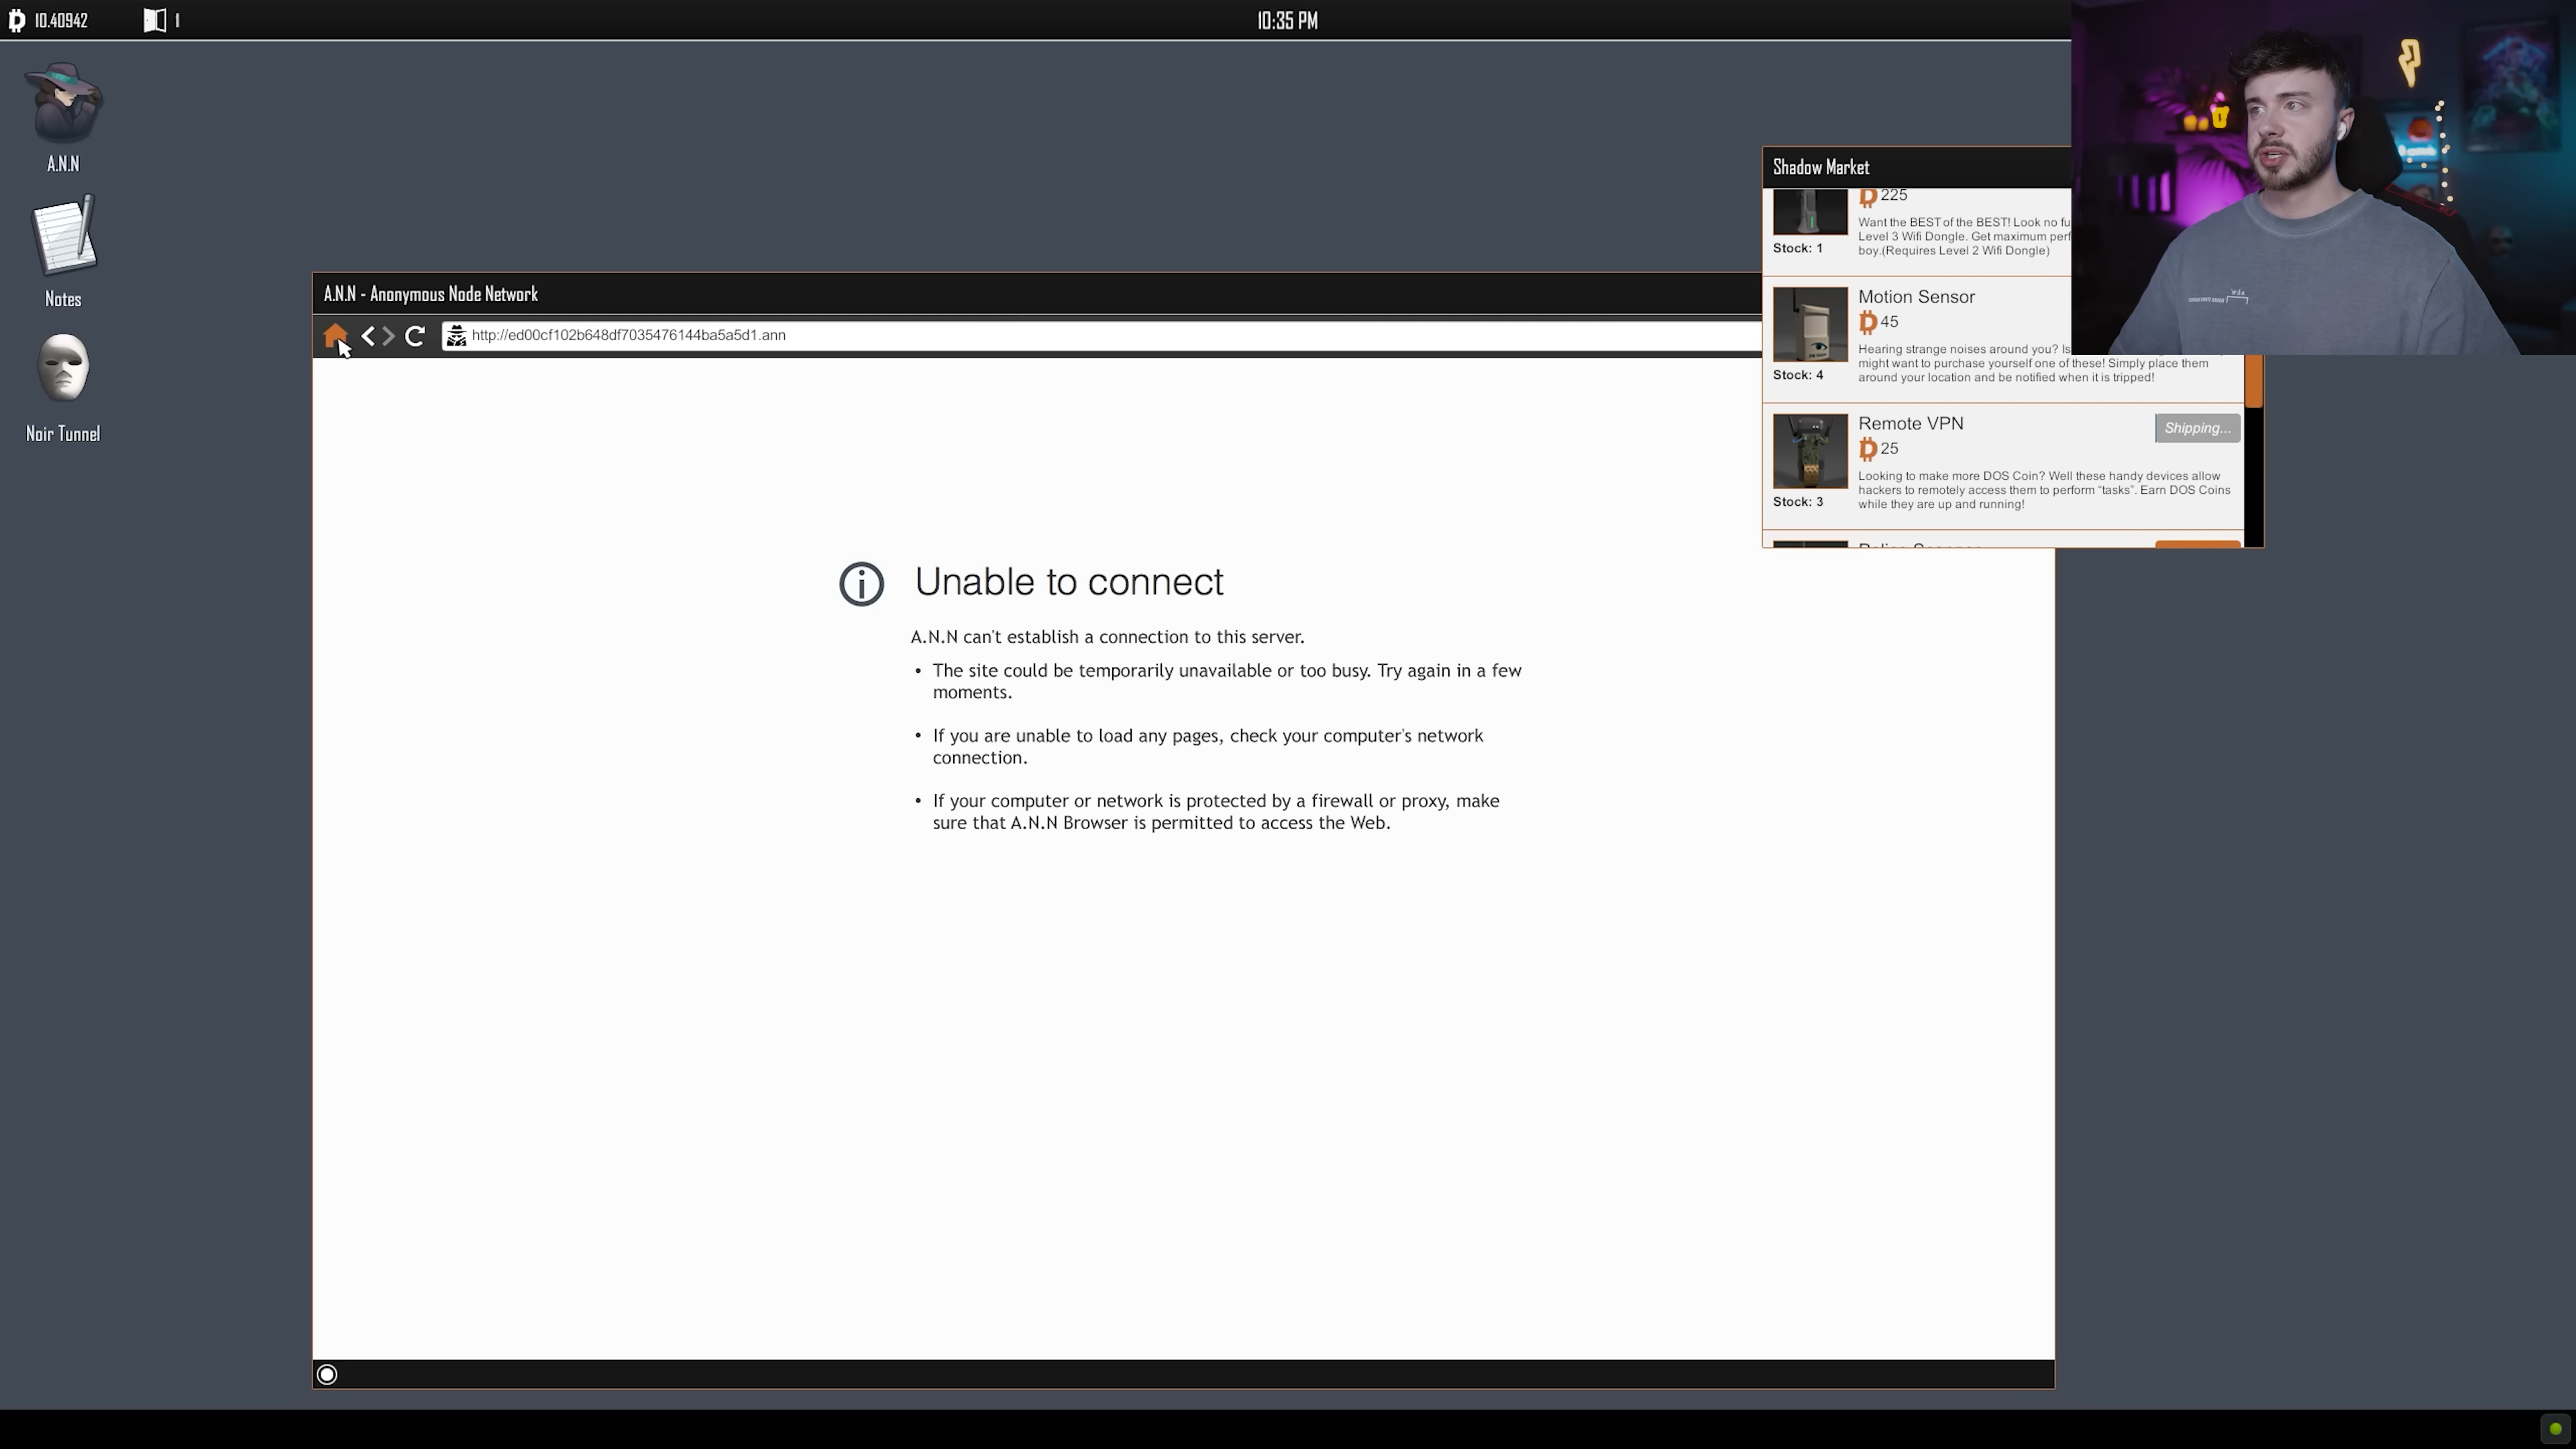 10.40942
1
10:35 PM
A.N.N
Notes
Noir Tunnel
A.N.N - Anonymous Node Network
http://ed00cf102b648df7035476144ba5a5d1.ann
Unable to connect
A.N.N can't establish a connection to this server.
• The site could be temporarily unavailable or too busy. Try again in a few
moments.
• If you are unable to load any pages, check your computer's network
connection.
• If your computer or network is protected by a firewall or proxy, make
sure that A.N.N Browser is permitted to access the Web.
Shadow Market
225
Want the BEST of the BEST! Look no
Level 3 Wifi Dongle. Get maximum
boy.(Requires Level 2 Wifi Dongle)
Stock: 1
Motion Sensor
45
Hearing strange noises around you?
might want to purchase yourself one of these! Simply place them
around your location and be notified when it is tripped!
Stock: 4
Remote VPN
Shipping...
25
Looking to make more DOS Coin? Well these handy devices allow
hackers to remotely access them to perform "tasks". Earn DOS Coins
while they are up and running!
Stock: 3